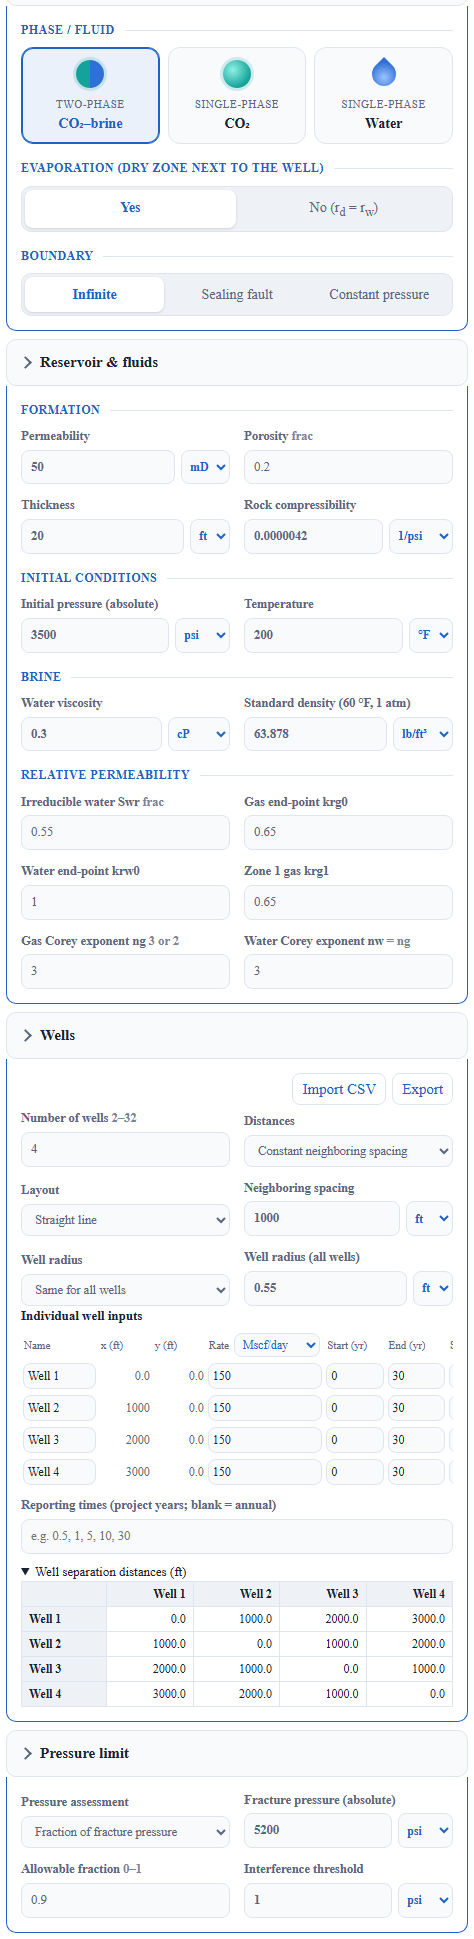 PHASE / FLUID
TWO-PHASE
CO₂–brine
SINGLE-PHASE
CO₂
SINGLE-PHASE
Water
EVAPORATION (DRY ZONE NEXT TO THE WELL)
Yes
No (rd = rw)
BOUNDARY
Infinite
Sealing fault
Constant pressure
Reservoir & fluids
FORMATION
Permeability
Porosity frac
50 mD
0.2
Thickness
Rock compressibility
20 ft
0.0000042 1/psi
INITIAL CONDITIONS
Initial pressure (absolute)
Temperature
3500 psi
200 °F
BRINE
Water viscosity
Standard density (60 °F, 1 atm)
0.3 cP
63.878 lb/ft³
RELATIVE PERMEABILITY
Irreducible water Swr frac
Gas end-point krg0
0.55
0.65
Water end-point krw0
Zone 1 gas krg1
1
0.65
Gas Corey exponent ng 3 or 2
Water Corey exponent nw = ng
3
3
Wells
Import CSV
Export
Number of wells 2–32
Distances
4
Constant neighboring spacing
Layout
Neighboring spacing
Straight line
1000 ft
Well radius
Well radius (all wells)
Same for all wells
0.55 ft
Individual well inputs
Name x (ft) y (ft) Rate Mscf/day Start (yr) End (yr)
Well 1 0.0 0.0 150 0 30
Well 2 1000 0.0 150 0 30
Well 3 2000 0.0 150 0 30
Well 4 3000 0.0 150 0 30
Reporting times (project years; blank = annual)
e.g. 0.5, 1, 5, 10, 30
Well separation distances (ft)
Well 1 Well 2 Well 3 Well 4
Well 1 0.0 1000.0 2000.0 3000.0
Well 2 1000.0 0.0 1000.0 2000.0
Well 3 2000.0 1000.0 0.0 1000.0
Well 4 3000.0 2000.0 1000.0 0.0
Pressure limit
Pressure assessment
Fracture pressure (absolute)
Fraction of fracture pressure
5200 psi
Allowable fraction 0–1
Interference threshold
0.9
1 psi